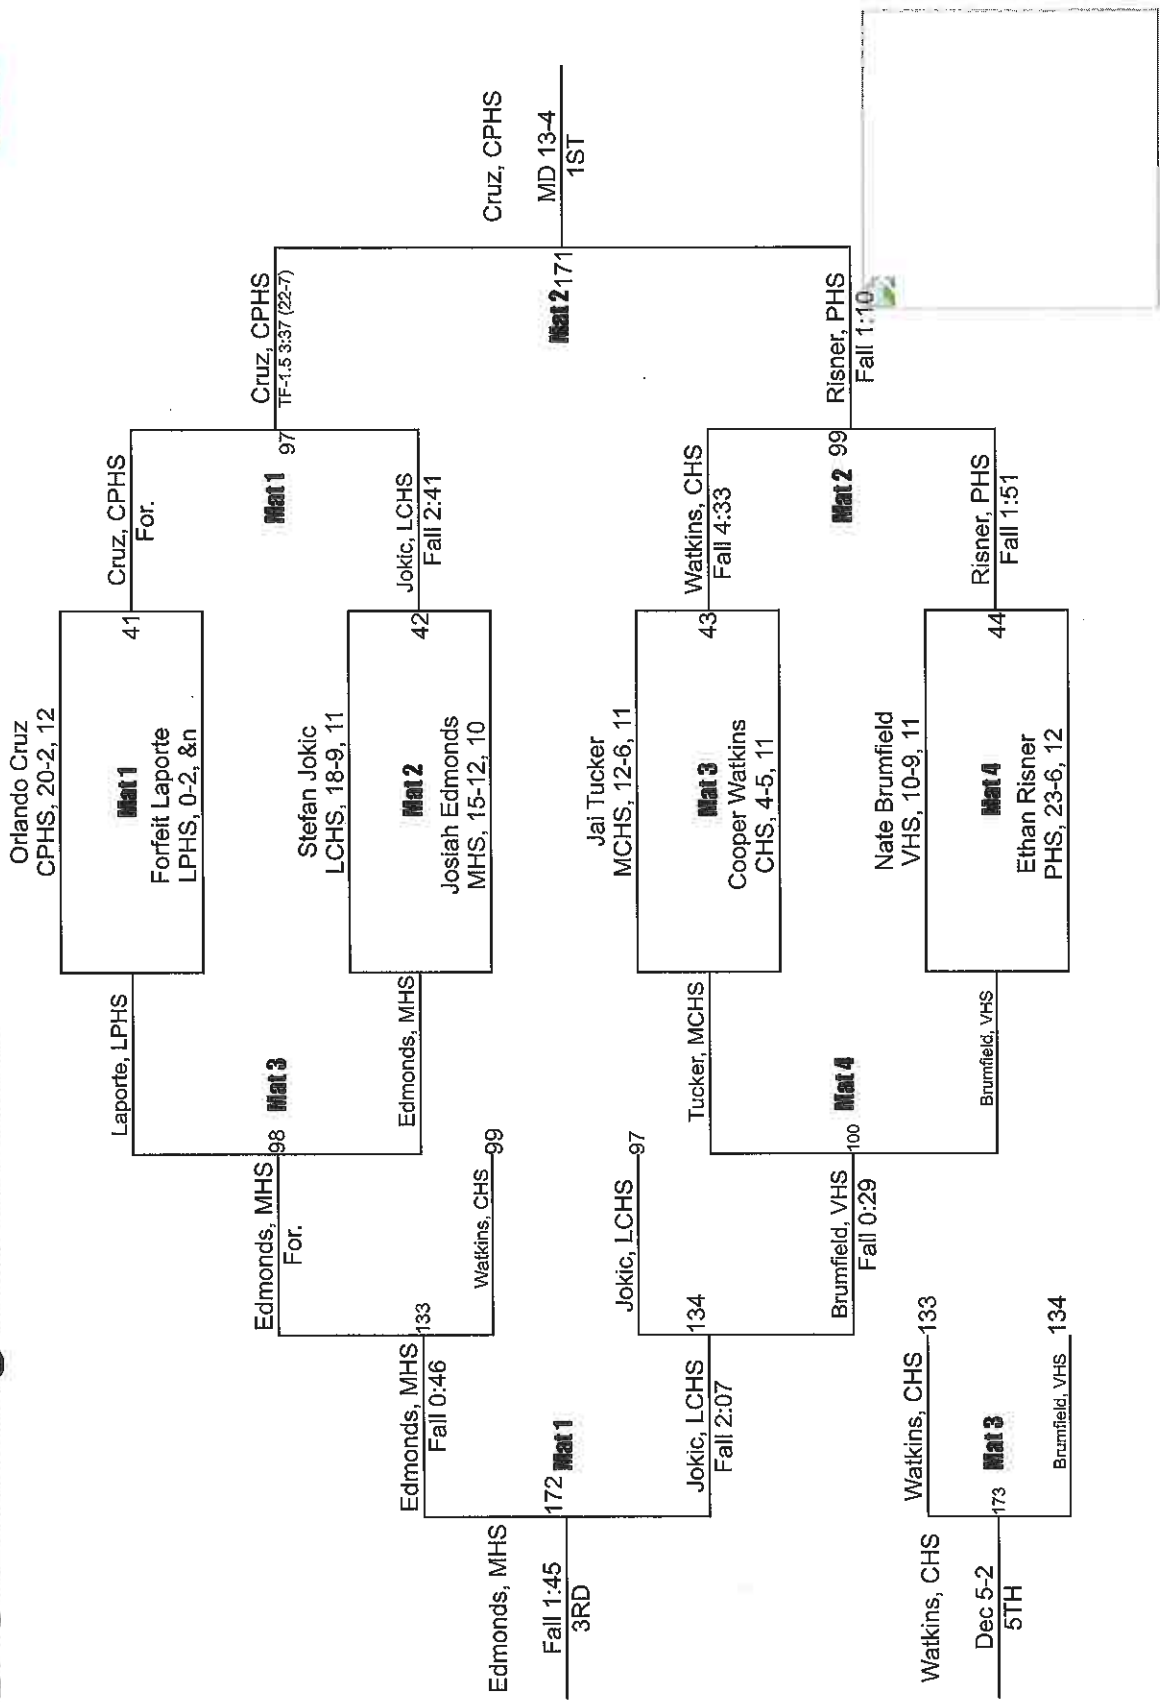 Orlando Cruz
CPHS, 20-2, 12
Mat 1
41
Forfeit Laporte
LPHS, 0-2, &n
Stefan Jokic
LCHS, 18-9, 11
Mat 2
42
Josiah Edmonds
MHS, 15-12, 10
Jai Tucker
MCHS, 12-6, 11
Mat 3
43
Cooper Watkins
CHS, 4-5, 11
Nate Brumfield
VHS, 10-9, 11
Mat 4
44
Ethan Risner
PHS, 23-6, 12
Cruz, CPHS
For.
Mat 1
97
Jokic, LCHS
Fall 2:41
Watkins, CHS
Fall 4:33
Mat 2 99
Risner, PHS
Fall 1:51
Cruz, CPHS
TF-1.5 3:37 (22-7)
Mat 2 171
Risner, PHS
Fall 1:10
Cruz, CPHS
MD 13-4
1ST
Laporte, LPHS
98 Mat 3
Edmonds, MHS
Tucker, MCHS
100 Mat 4
Brumfield, VHS
Edmonds, MHS
For.
133
Watkins, CHS 99
Jokic, LCHS 97
134
Brumfield, VHS
Fall 0:29
Edmonds, MHS
Fall 0:46
172 Mat 1
Jokic, LCHS
Fall 2:07
Edmonds, MHS
Fall 1:45
3RD
Watkins, CHS 133
173 Mat 3
Brumfield, VHS 134
Watkins, CHS
Dec 5-2
5TH